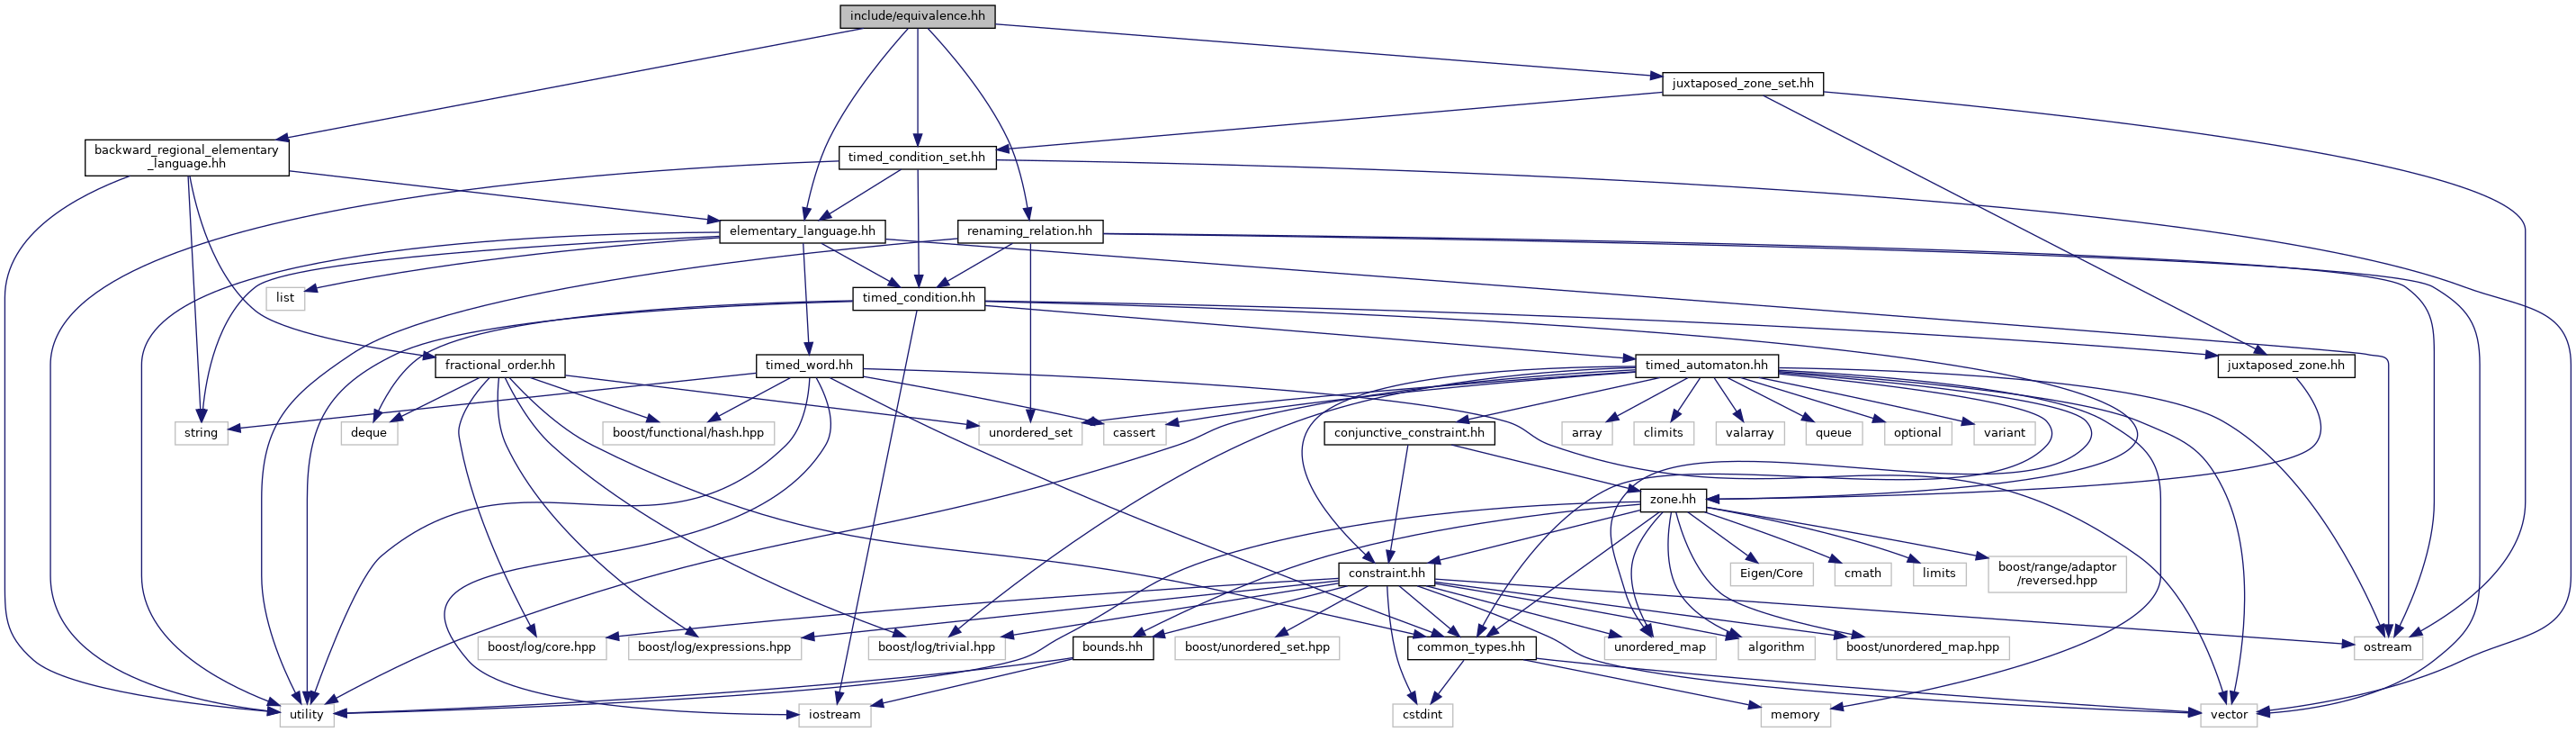 include/equivalence.hh
juxtaposed_zone_set.hh
backward_regional_elementary
_language.hh
timed_condition_set.hh
elementary_language.hh
renaming_relation.hh
list
timed_condition.hh
fractional_order.hh
timed_word.hh
timed_automaton.hh
juxtaposed_zone.hh
string
deque
boost/functional/hash.hpp
unordered_set
cassert
conjunctive_constraint.hh
array
climits
valarray
queue
optional
variant
zone.hh
constraint.hh
Eigen/Core
cmath
limits
boost/range/adaptor
/reversed.hpp
boost/log/core.hpp
boost/log/expressions.hpp
boost/log/trivial.hpp
bounds.hh
boost/unordered_set.hpp
common_types.hh
unordered_map
algorithm
boost/unordered_map.hpp
ostream
utility
iostream
cstdint
memory
vector